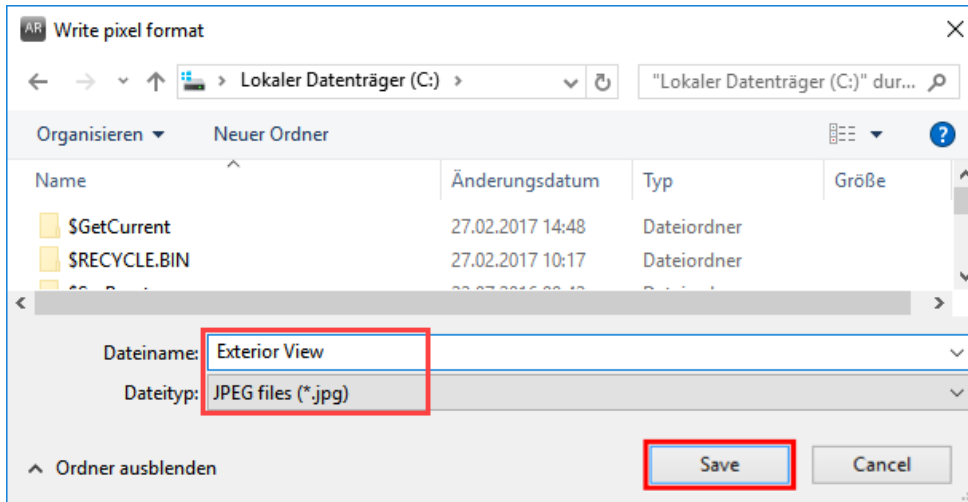 AR Write pixel format
Lokaler Datenträger (C:) "Lokaler Datenträger (C:)" dur...
Organisieren Neuer Ordner ?
Name Änderungsdatum Typ Größe
$GetCurrent 27.02.2017 14:48 Dateiordner
$RECYCLE.BIN 27.02.2017 10:17 Dateiordner
Dateiname: Exterior View
Dateityp: JPEG files (*.jpg)
Ordner ausblenden Save Cancel